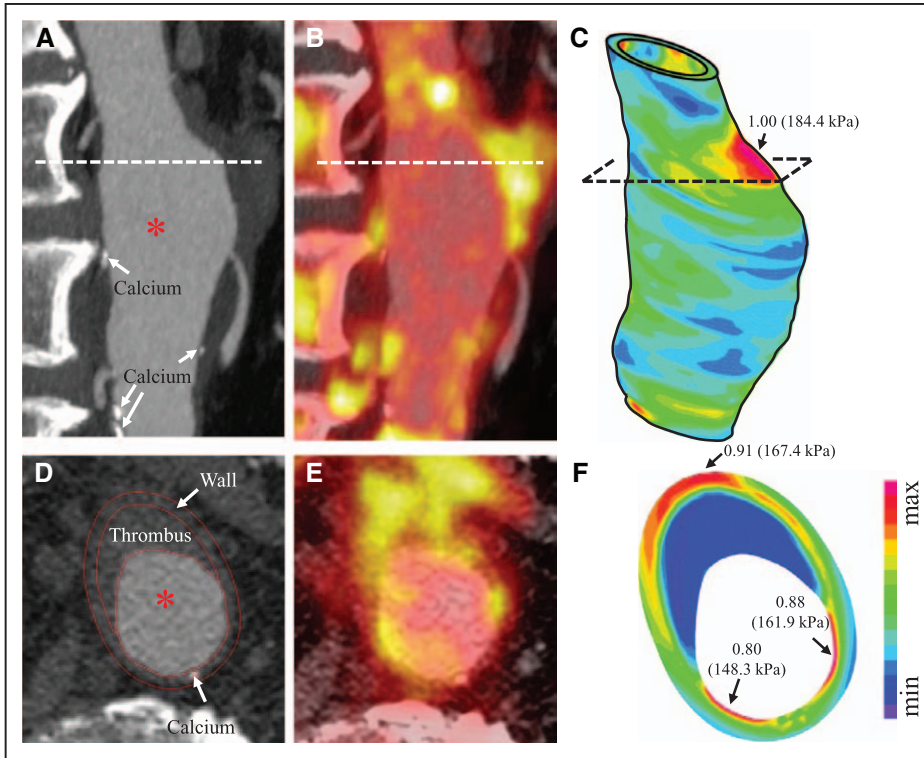 A
B
C
1.00 (184.4 kPa)
*
Calcium
Calcium
0.91 (167.4 kPa)
D
E
F
Wall
Thrombus
*
Calcium
0.88
(161.9 kPa)
0.80
(148.3 kPa)
max
min